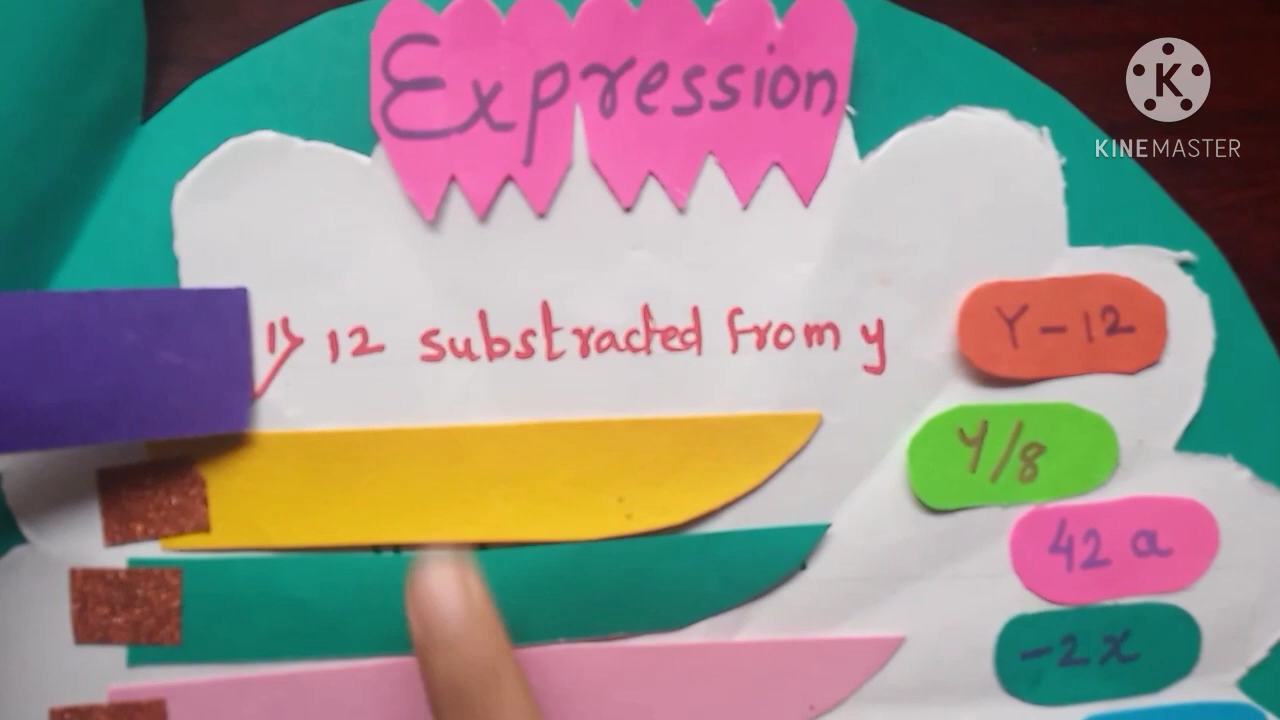 Expression
1) 12 substracted from y
Y - 12
Y/8
42 a
-2x
K
KINEMASTER